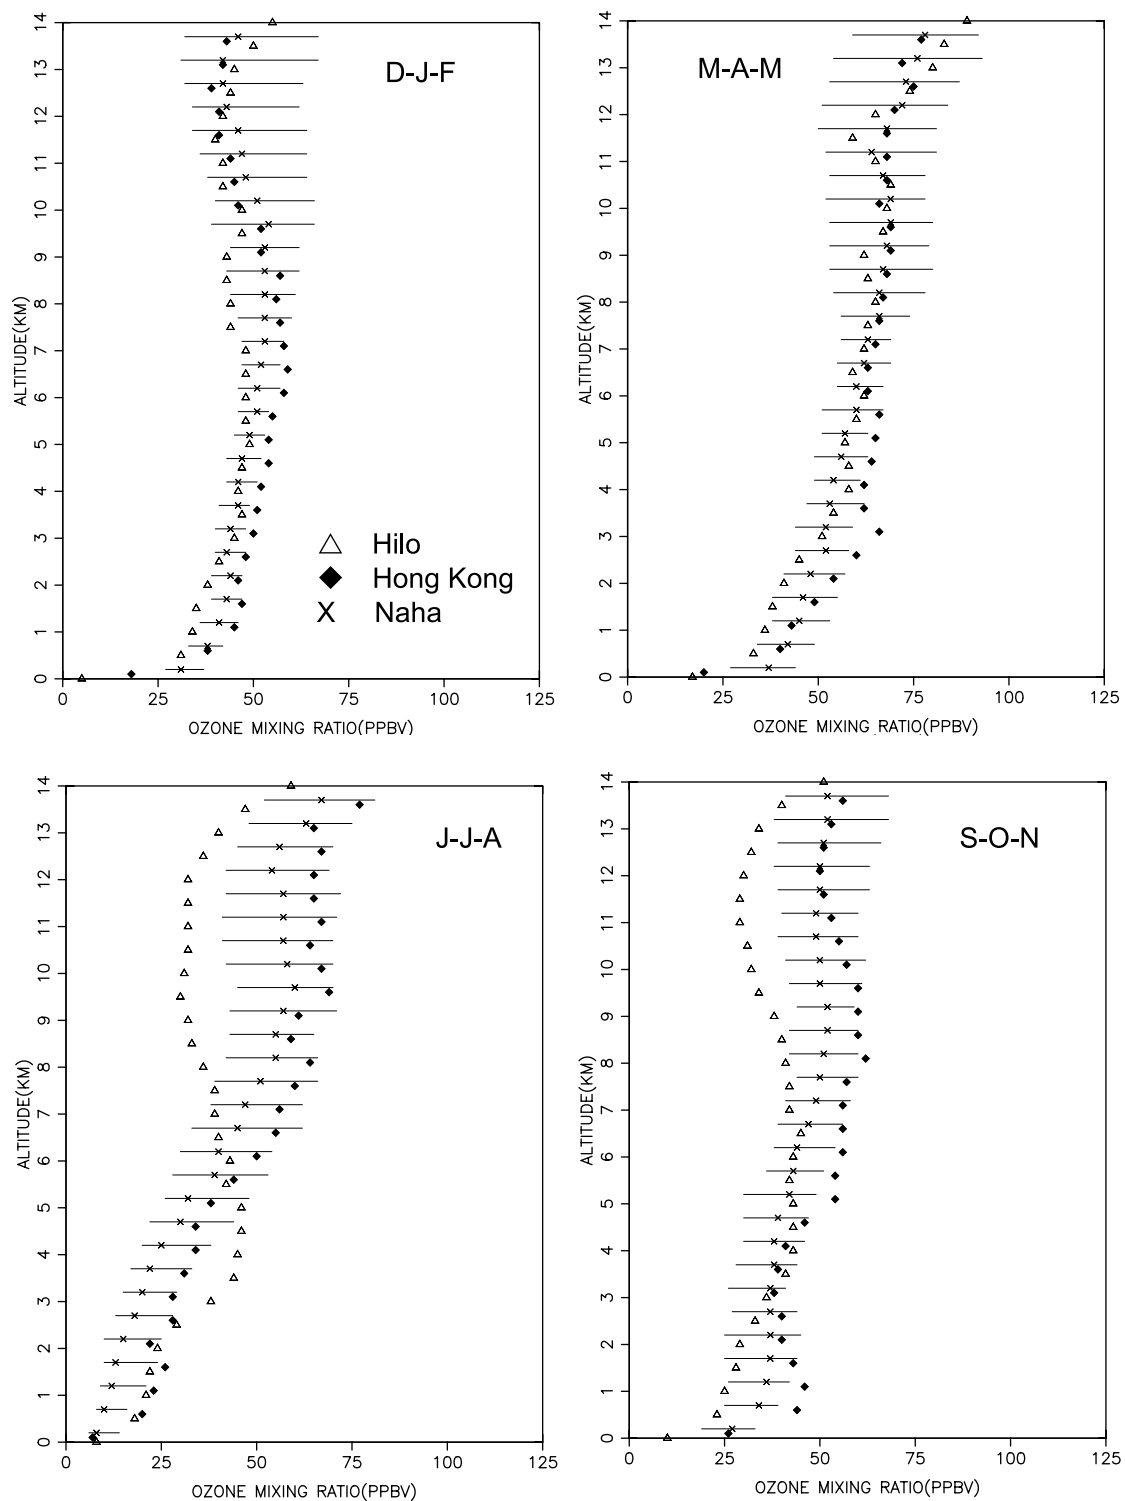 D-J-F
ALTITUDE(KM)
0 1 2 3 4 5 6 7 8 9 10 11 12 13 14
Hilo
Hong Kong
X Naha
0 25 50 75 100 125
OZONE MIXING RATIO(PPBV)
M-A-M
ALTITUDE(KM)
0 1 2 3 4 5 6 7 8 9 10 11 12 13 14
0 25 50 75 100 125
OZONE MIXING RATIO(PPBV)
J-J-A
ALTITUDE(KM)
0 1 2 3 4 5 6 7 8 9 10 11 12 13 14
0 25 50 75 100 125
OZONE MIXING RATIO(PPBV)
S-O-N
ALTITUDE(KM)
0 1 2 3 4 5 6 7 8 9 10 11 12 13 14
0 25 50 75 100 125
OZONE MIXING RATIO(PPBV)